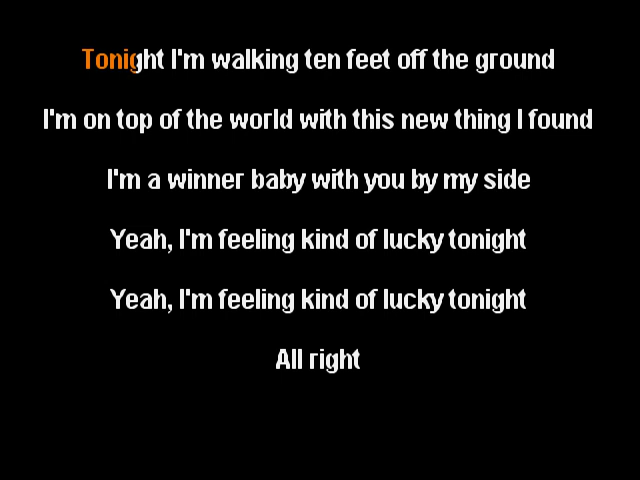 Tonight I'm walking ten feet off the ground
I'm on top of the world with this new thing I found
I'm a winner baby with you by my side
Yeah, I'm feeling kind of lucky tonight
Yeah, I'm feeling kind of lucky tonight
All right